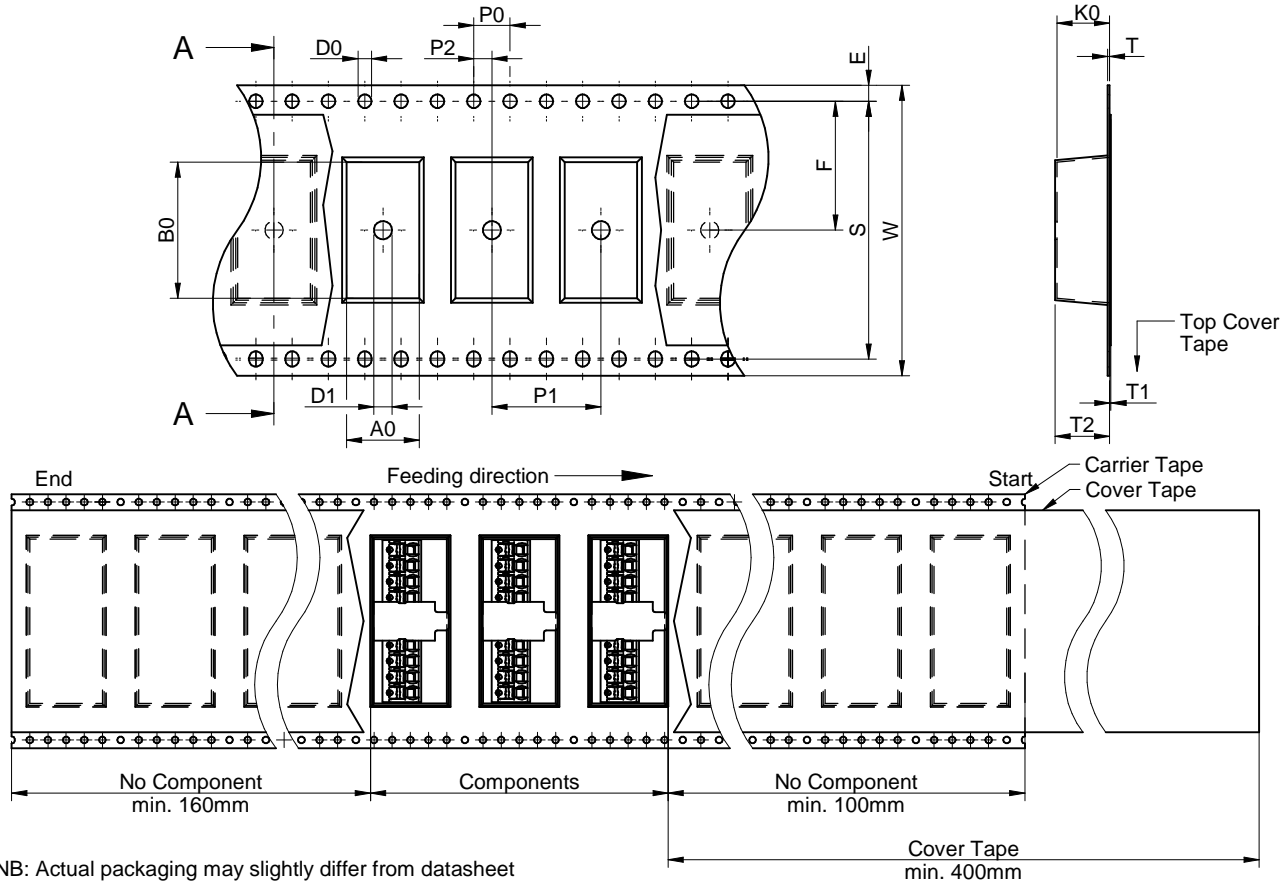 A
D0
P2
P0
E
K0
T
B0
F
S
W
Top Cover
Tape
A
D1
A0
P1
T2
T1
End
Feeding direction
Start
Carrier Tape
Cover Tape
No Component
min. 160mm
Components
No Component
min. 100mm
Cover Tape
min. 400mm
NB: Actual packaging may slightly differ from datasheet